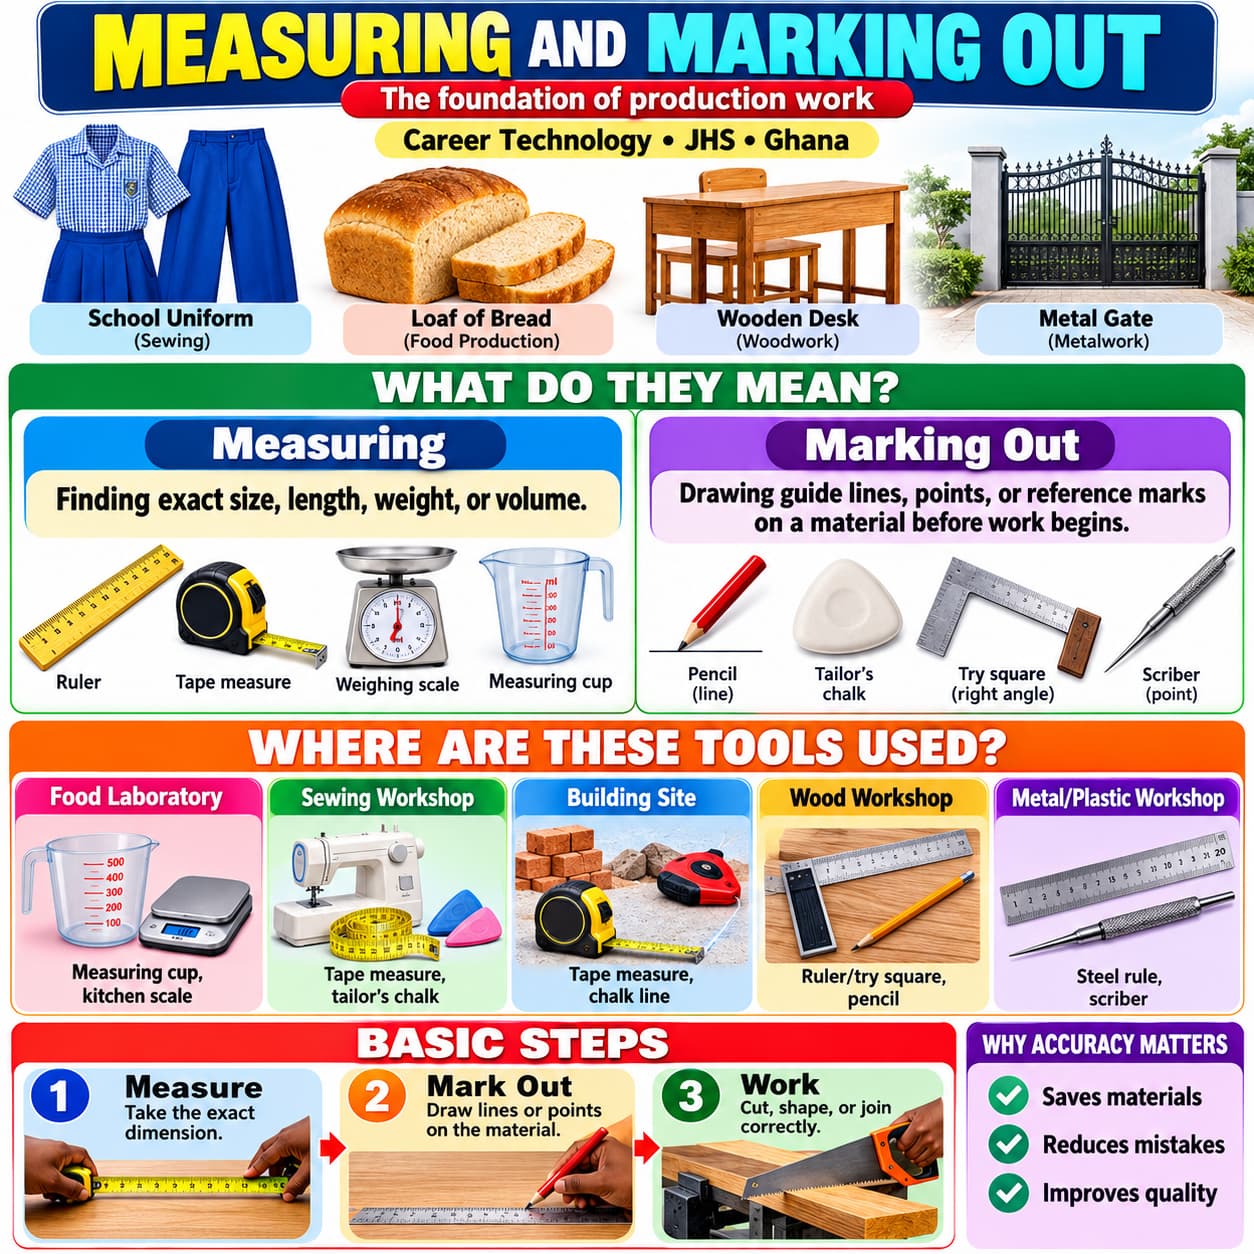 MEASURING AND MARKING OUT
The foundation of production work
Career Technology • JHS • Ghana
School Uniform
(Sewing)
Loaf of Bread
(Food Production)
Wooden Desk
(Woodwork)
Metal Gate
(Metalwork)
WHAT DO THEY MEAN?
Measuring
Finding exact size, length, weight, or volume.
Ruler
Tape measure
Weighing scale
ml
Measuring cup
Marking Out
Drawing guide lines, points, or reference marks
on a material before work begins.
Pencil
(line)
Tailor's
chalk
Try square
(right angle)
Scriber
(point)
WHERE ARE THESE TOOLS USED?
Food Laboratory
500
400
300
200
100
Measuring cup,
kitchen scale
Sewing Workshop
Tape measure,
tailor's chalk
Building Site
Tape measure,
chalk line
Wood Workshop
Ruler/try square,
pencil
Metal/Plastic Workshop
Steel rule,
scriber
BASIC STEPS
1 Measure
Take the exact
dimension.
2 Mark Out
Draw lines or points
on the material.
3 Work
Cut, shape, or join
correctly.
WHY ACCURACY MATTERS
Saves materials
Reduces mistakes
Improves quality